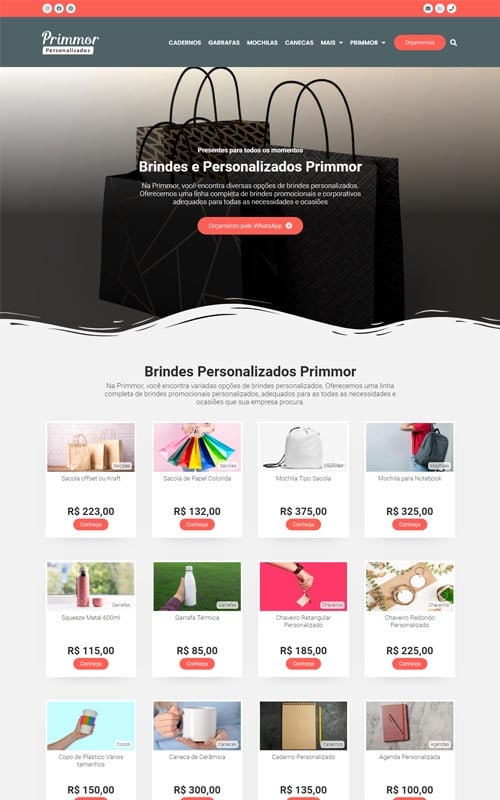 Primmor
Personalizados
CADERNOS GARRAFAS MOCHILAS CANECAS MAIS PRIMMOR Orçamentos
Presentes para todos os momentos
Brindes e Personalizados Primmor
Na Primmor, você encontra diversas opções de brindes personalizados.
Oferecemos uma linha completa de brindes promocionais e corporativos
adequados para todas as necessidades e ocasiões
Orçamento pelo WhatsApp
Brindes Personalizados Primmor
Na Primmor, você encontra variadas opções de brindes personalizados. Oferecemos uma linha
completa de brindes promocionais personalizados, adequados para as todas as necessidades e
ocasiões que sua empresa procura.
Sacolas
Sacola offset ou Kraft
R$ 223,00
Conheça
Sacolas
Sacola de Papel Colorida
R$ 132,00
Conheça
Mochilas
Mochila Tipo Sacola
R$ 375,00
Conheça
Mochilas
Mochila para Notebook
R$ 325,00
Conheça
Garrafas
Squeeze Metal 600ml
R$ 115,00
Conheça
Garrafas
Garrafa Térmica
R$ 85,00
Conheça
Chaveiros
Chaveiro Retangular
Personalizado
R$ 185,00
Conheça
Chaveiros
Chaveiro Redondo
Personalizado
R$ 225,00
Conheça
Copos
Copo de Plástico Vários
tamanhos
R$ 150,00
Canecas
Caneca de Cerâmica
R$ 300,00
Cadernos
Caderno Personalizado
R$ 135,00
Agendas
Agenda Personalizada
R$ 100,00